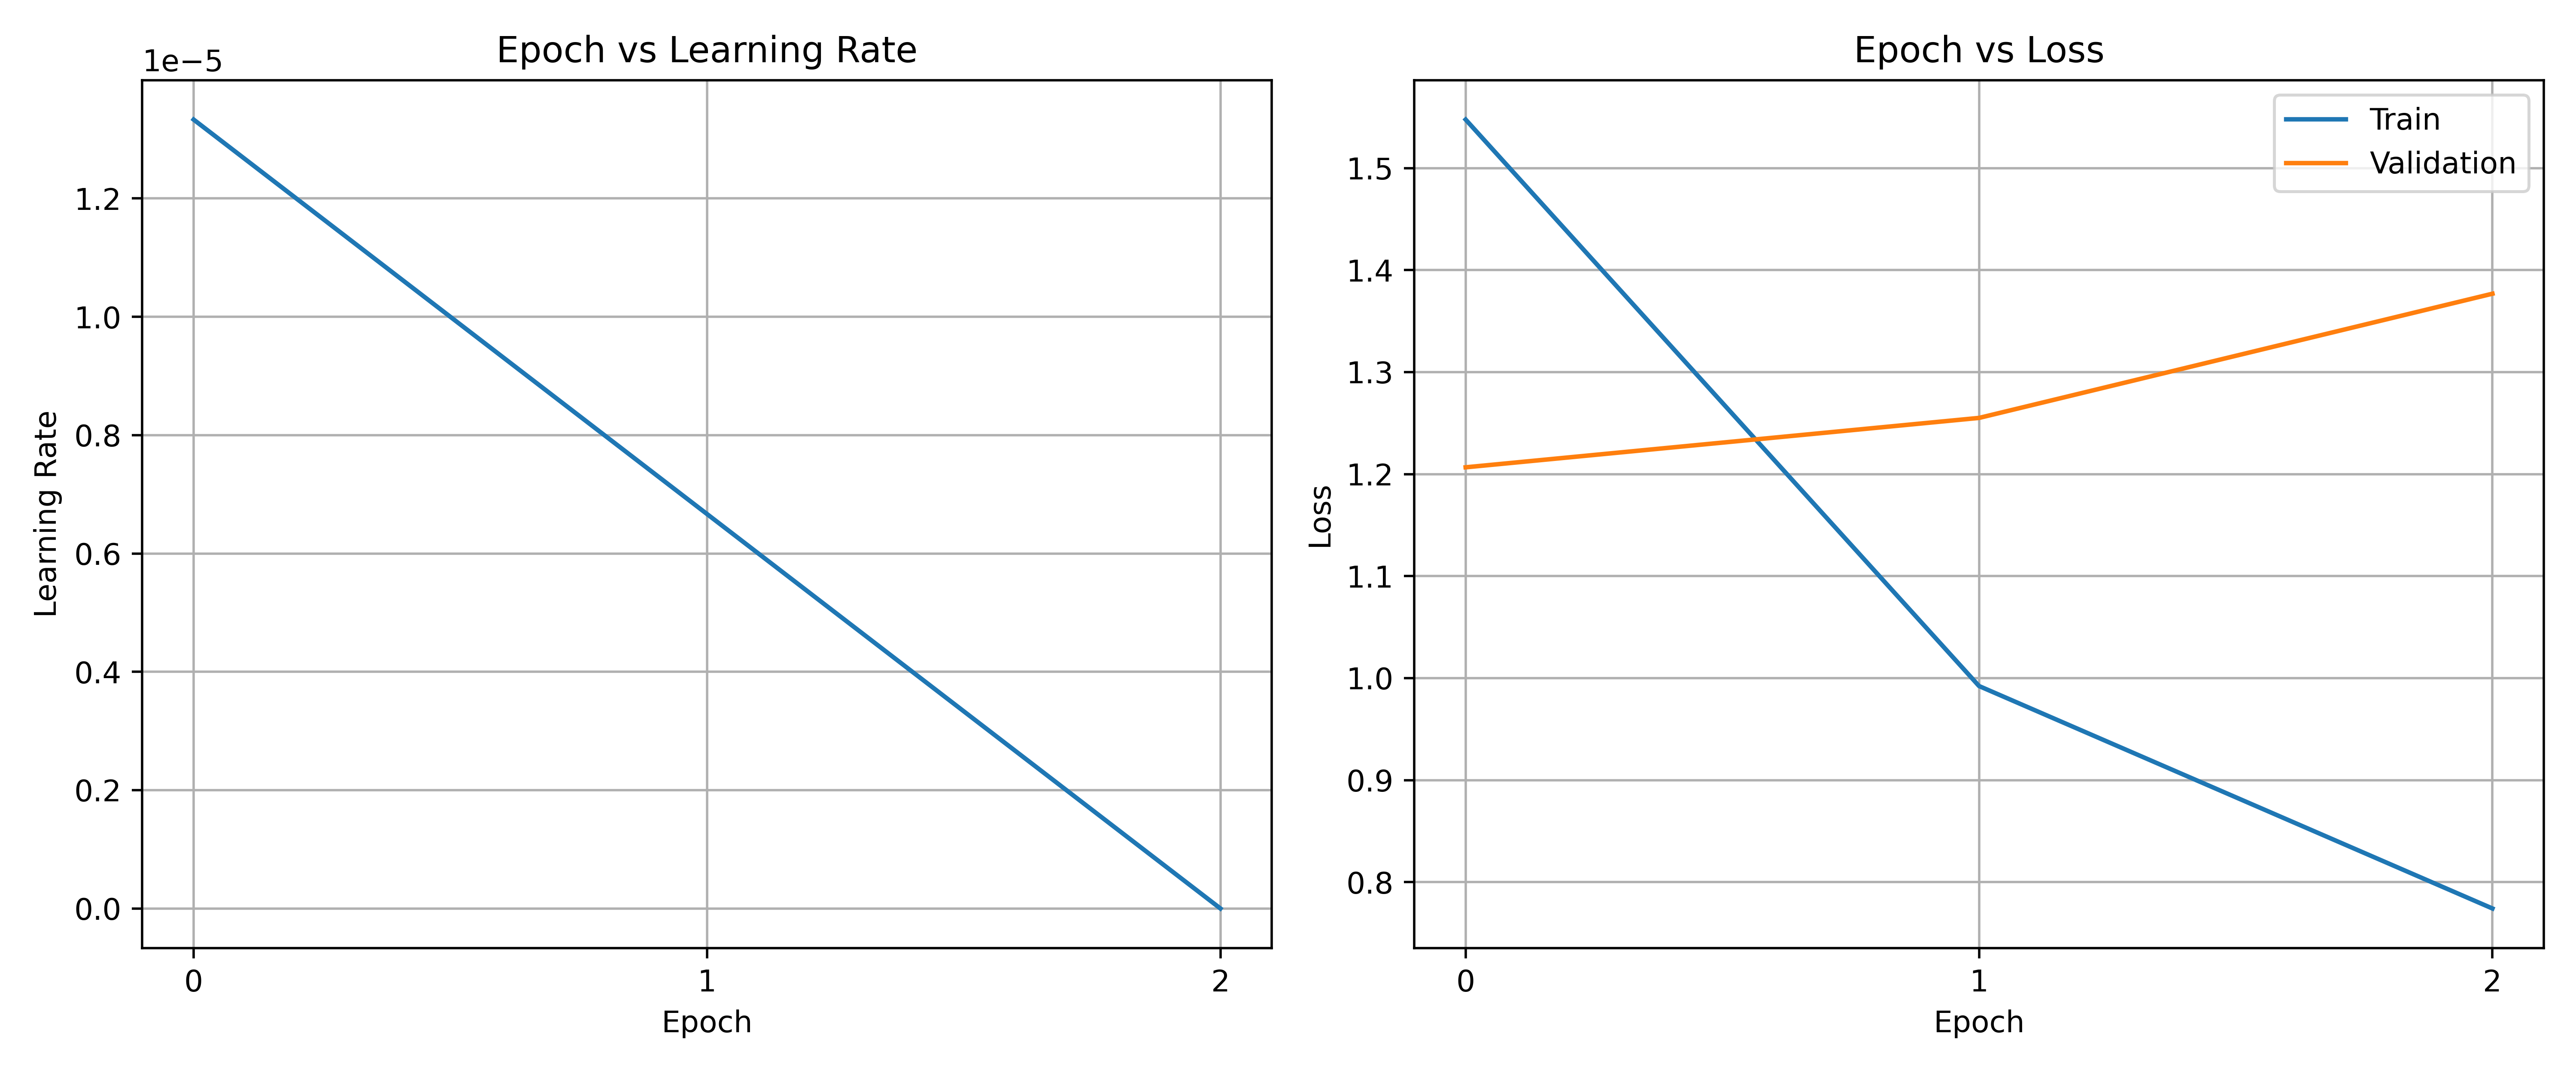 Epoch vs Learning Rate
1e−5
1.2
1.0
0.8
0.6
0.4
0.2
0.0
Learning Rate
0 1 2
Epoch
Epoch vs Loss
Train
Validation
1.5
1.4
1.3
1.2
1.1
1.0
0.9
0.8
Loss
0 1 2
Epoch